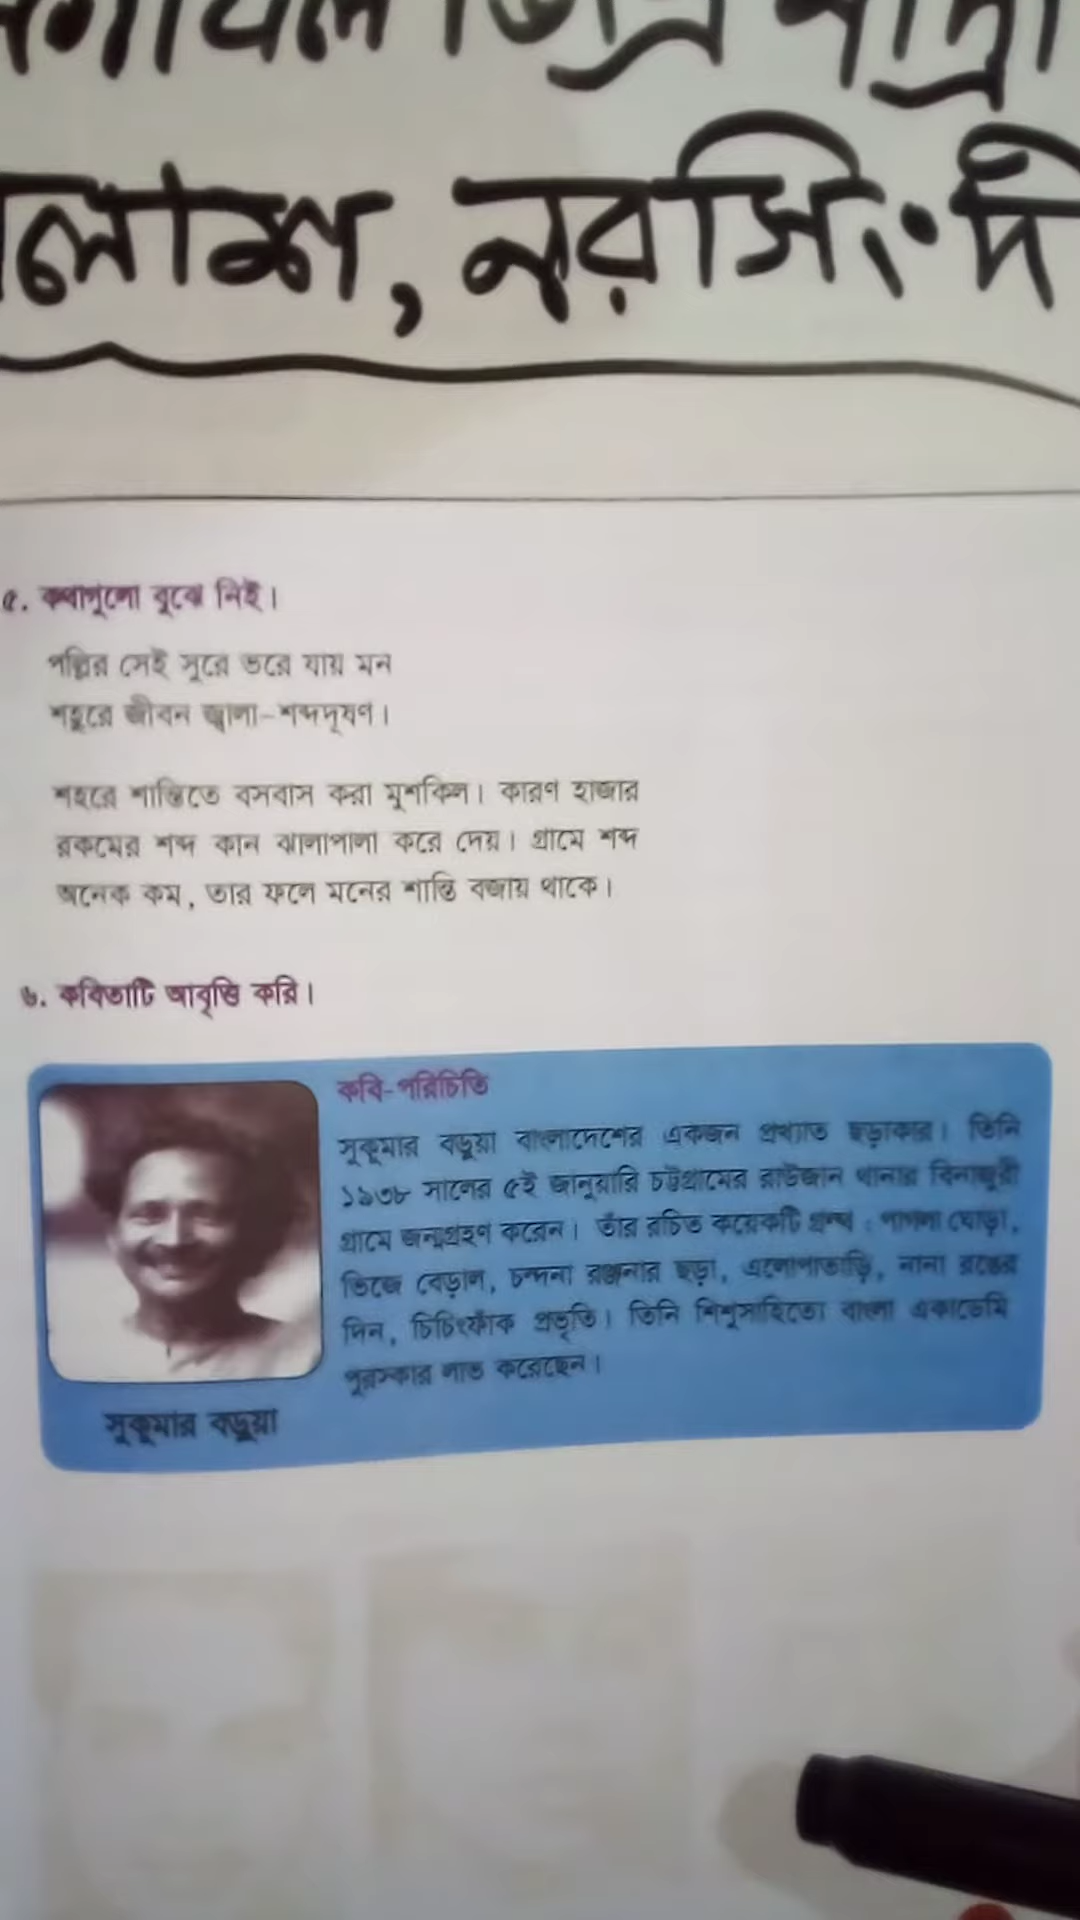 লাশ, নরসিংদ
৫. কথাগুলো বুঝে নিই।
পল্লির সেই সুরে ভরে যায় মন
শহুরে জীবন জ্বালা-শব্দদূষণ।
শহরে শান্তিতে বসবাস করা মুশকিল। কারণ হাজার
রকমের শব্দ কান ঝালাপালা করে দেয়। গ্রামে শব্দ
অনেক কম, তার ফলে মনের শান্তি বজায় থাকে।
৬. কবিতাটি আবৃত্তি করি।
কবি-পরিচিতি
সুকুমার বড়ুয়া বাংলাদেশের একজন প্রখ্যাত ছড়াকার। তিনি
১৯৩৮ সালের ৫ই জানুয়ারি চট্টগ্রামের রাউজান থানার বিনাজুরী
গ্রামে জন্মগ্রহণ করেন। তাঁর রচিত কয়েকটি গ্রন্থ : পাগলা ঘোড়া,
ভিজে বেড়াল, চন্দনা রঞ্জনার ছড়া, এলোপাতাড়ি, নানা রঙের
দিন, চিচিংফাঁক প্রভৃতি। তিনি শিশুসাহিত্যে বাংলা একাডেমি
পুরস্কার লাভ করেছেন।
সুকুমার বড়ুয়া